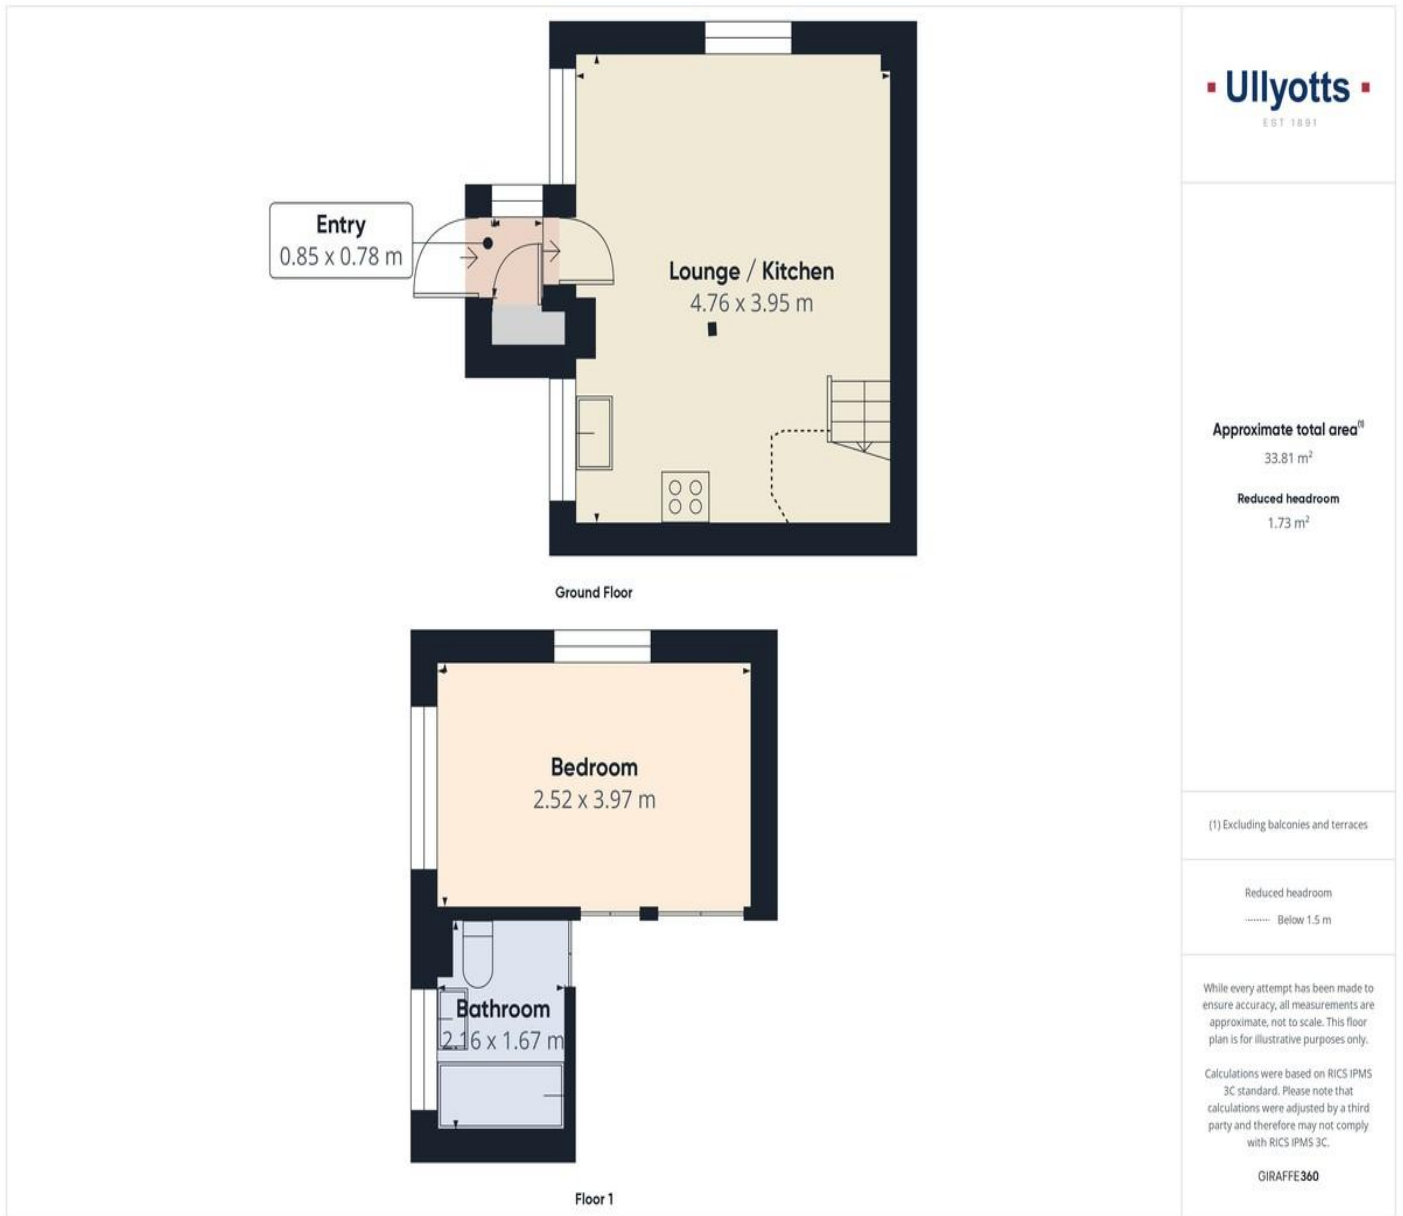 Entry
0.85 x 0.78 m
Lounge / Kitchen
4.76 x 3.95 m
Ground Floor
Bedroom
2.52 x 3.97 m
Bathroom
2.16 x 1.67 m
Floor 1
Ullyotts
EST 1891
Approximate total area(1)
33.81 m²
Reduced headroom
1.73 m²
(1) Excluding balconies and terraces
Reduced headroom
Below 1.5 m
While every attempt has been made to
ensure accuracy, all measurements are
approximate, not to scale. This floor
plan is for illustrative purposes only.
Calculations were based on RICS IPMS
3C standard. Please note that
calculations were adjusted by a third
party and therefore may not comply
with RICS IPMS 3C.
GIRAFFE360